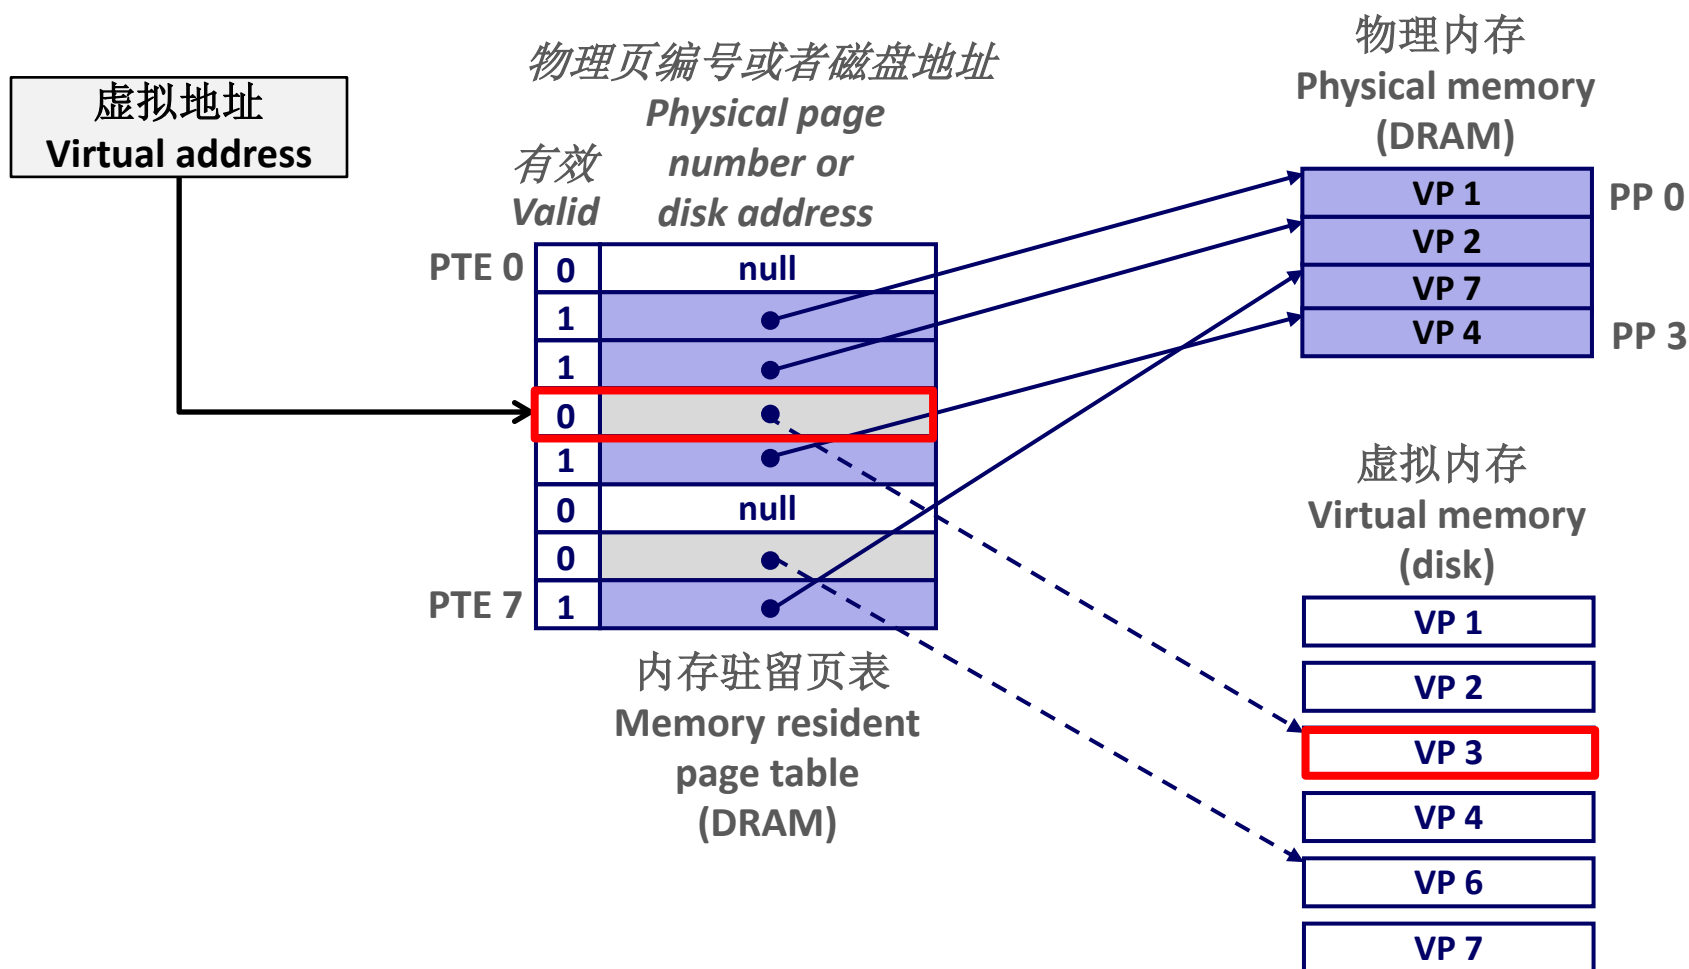 虚拟地址
Virtual address
物理页编号或者磁盘地址
Physical page
number or
disk address
有效
Valid
PTE 0
0
null
1
1
0
1
0
null
0
PTE 7
1
内存驻留页表
Memory resident
page table
(DRAM)
物理内存
Physical memory
(DRAM)
VP 1
PP 0
VP 2
VP 7
VP 4
PP 3
虚拟内存
Virtual memory
(disk)
VP 1
VP 2
VP 3
VP 4
VP 6
VP 7